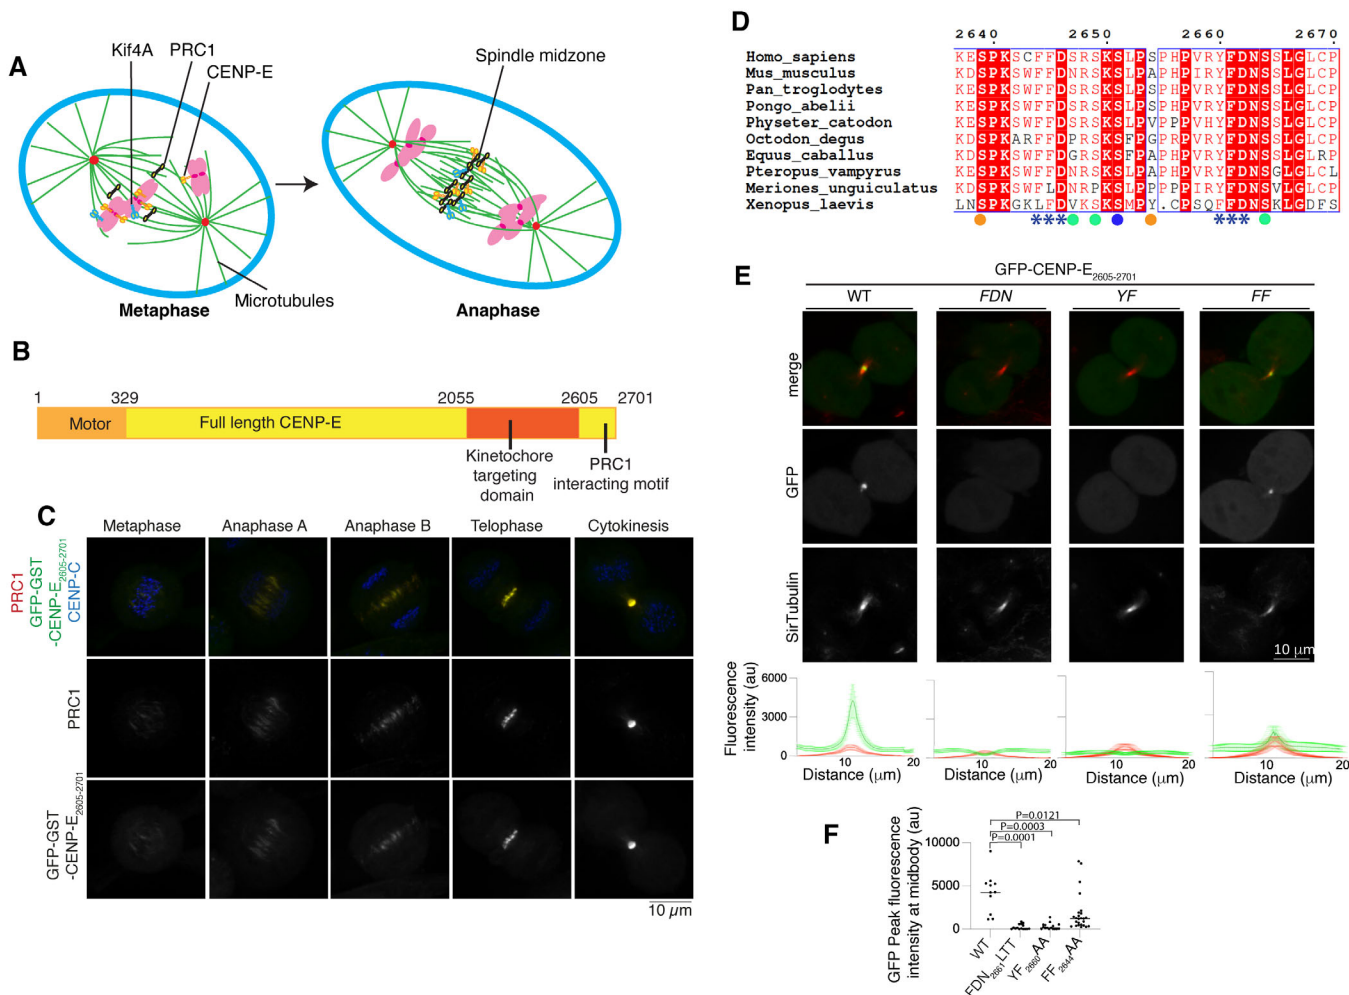 A
Kif4A
PRC1
CENP-E
Spindle midzone
Microtubules
Metaphase
Anaphase
B
1
329
2055
2605
2701
Motor
Full length CENP-E
Kinetochore
targeting
domain
PRC1
interacting motif
C
Metaphase
Anaphase A
Anaphase B
Telophase
Cytokinesis
PRC1
GFP-GST
-CENP-E2605-2701
CENP-C
PRC1
GFP-GST
-CENP-E2605-2701
10 µm
D
2640 2650 2660 2670
Homo_sapiens KESPKSCFFDSRSKSLPSPHPVRYFDNSSLGLCP
Mus_musculus KDSPKSWFFDNRSKSLPAPHPIRYFDNSSLGLCP
Pan_troglodytes KESPKSWFFDSRSKSLPSPHPVRYFDNSSLGLCP
Pongo_abelii KESPKSWFFDSRSKSLPSPHPVRYFDNSSLGLCP
Physeter_catodon KESPKSWFFDSRSKSLPVPPVRYFDNSSLGLCP
Octodon_degus KDSPKARFFDPRSKSFPGPHPVRYFDNSSLGLCP
Equus_caballus KESPKSWFFDGRSKSFPAPHPVRYFDNSSLGLRP
Pteropus_vampyrus KESPKSWFFDSRSKSLPPPHPVRYFDNSGLGLCL
Meriones_unguiculatus KDSPKSWFLDNRPKSLPPPPPIRYFDNSVLGLCP
Xenopus_laevis LNSPKGKLFDVKSKSMPY.CPSQFFDNSKLGDFS
*** ***
E
GFP-CENP-E2605-2701
WT
FDN
YF
FF
merge
GFP
SirTubulin
10 µm
Fluorescence
intensity (au)
6000
3000
0
10 20
10 20
10 20
10 20
Distance (µm)
Distance (µm)
Distance (µm)
Distance (µm)
F
GFP Peak fluorescence
intensity at midbody (au)
P=0.0121
P=0.0003
P=0.0001
10000
5000
0
WT
FDN2661LTT
YF2660AA
FF2644AA